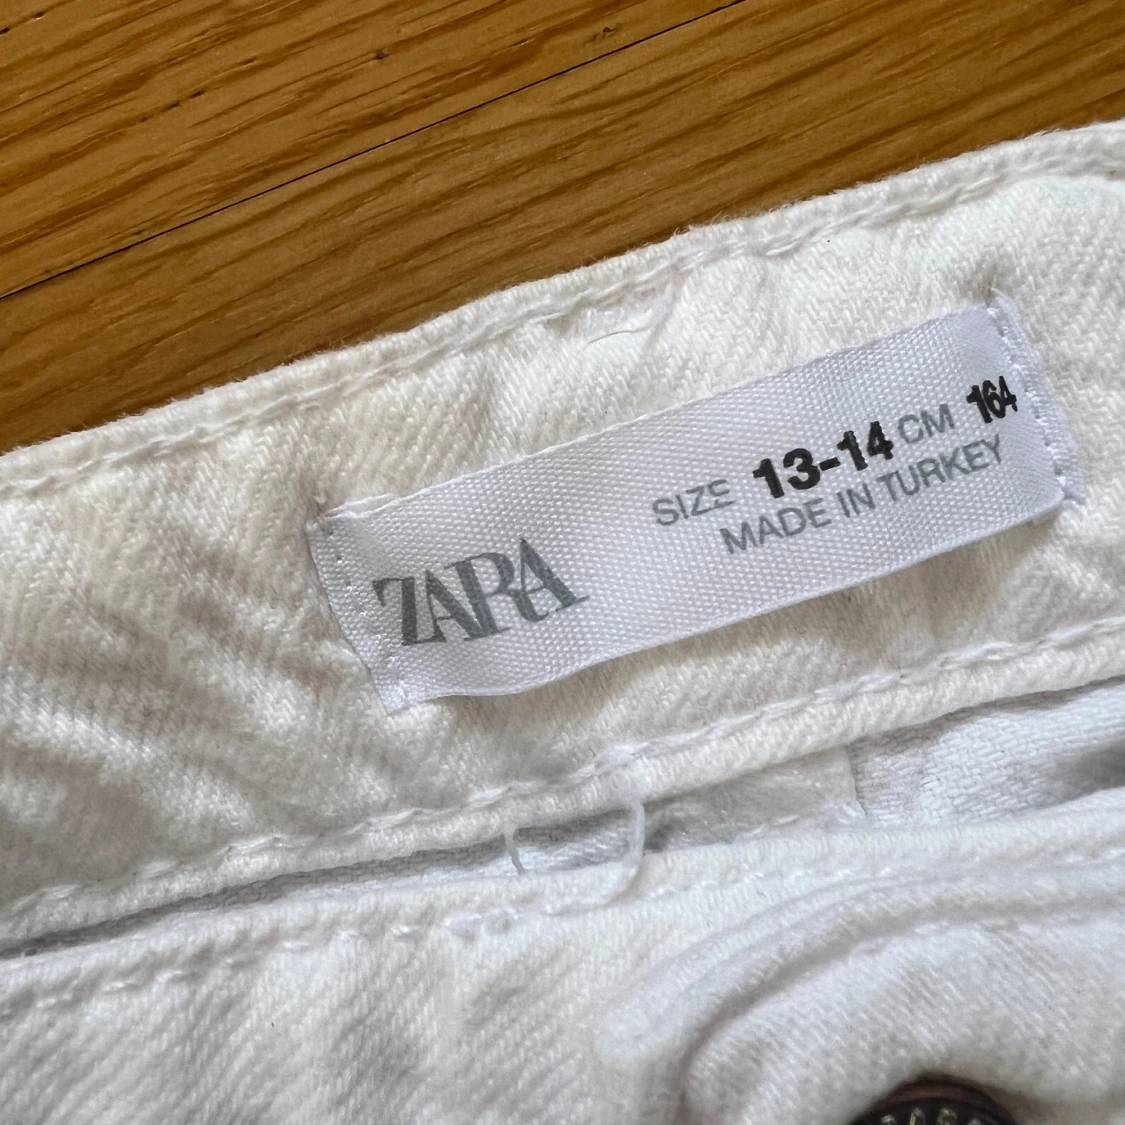 ZARA
SIZE 13-14 CM 164
MADE IN TURKEY